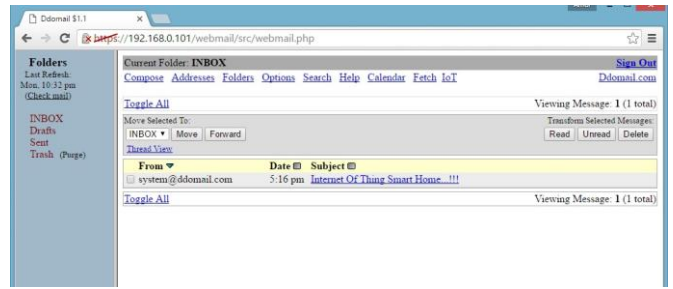 Ddomail $1.1
https://192.168.0.101/webmail/src/webmail.php
Folders
Last Refresh:
Mon, 10:32 pm
(Check mail)
INBOX
Drafts
Sent
Trash (Purge)
Current Folder: INBOX Sign Out
Compose Addresses Folders Options Search Help Calendar Fetch IoT Ddomail.com
Toggle All Viewing Message: 1 (1 total)
Move Selected To: Transform Selected Messages:
INBOX Move Forward Read Unread Delete
Thread View
From Date Subject
system@ddomail.com 5:16 pm Internet Of Thing Smart Home...!!!
Toggle All Viewing Message: 1 (1 total)